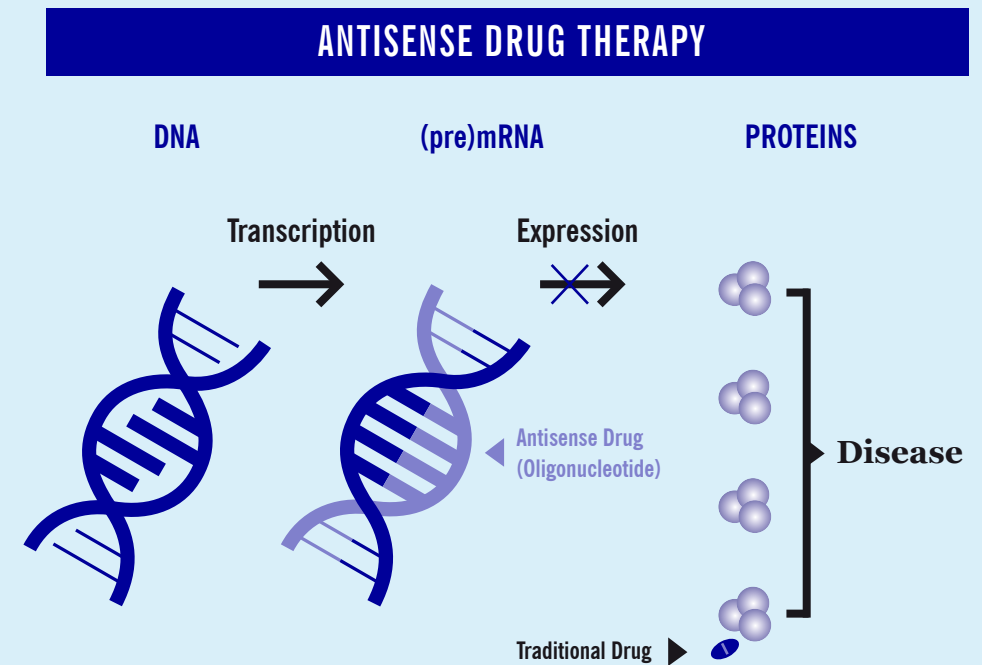 ANTISENSE DRUG THERAPY
DNA
(pre)mRNA
PROTEINS
Transcription
Expression
Antisense Drug
(Oligonucleotide)
Disease
Traditional Drug